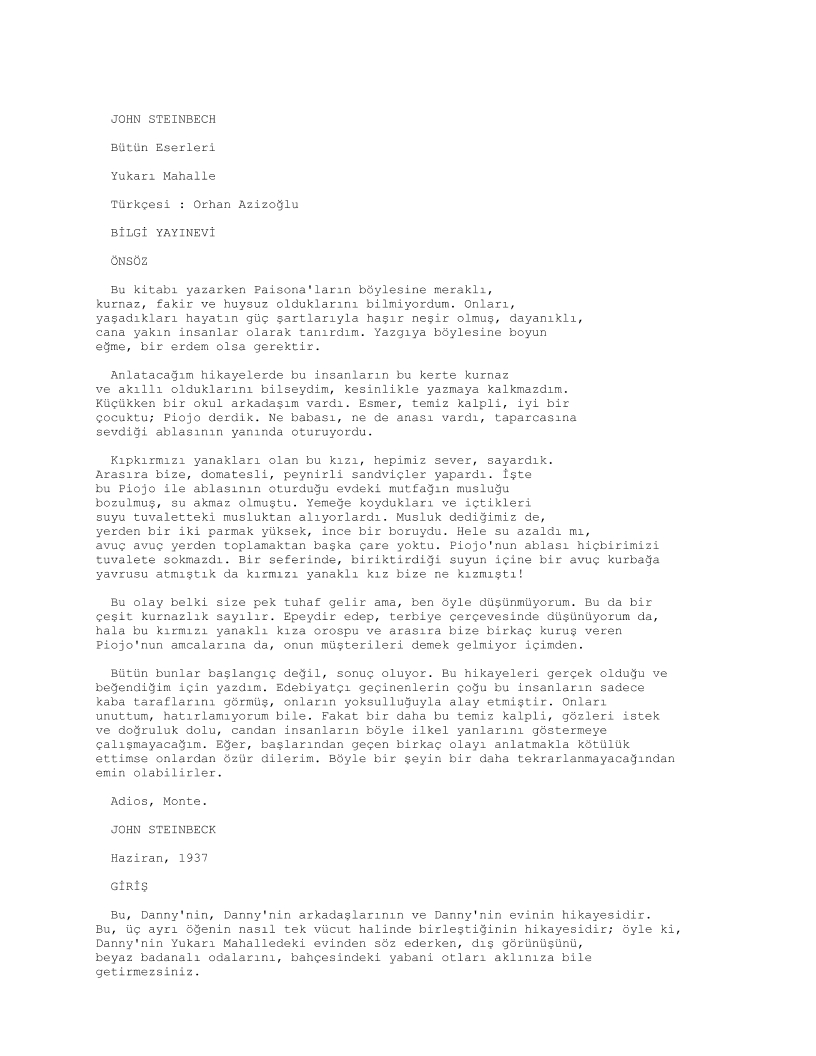 JOHN STEINBECH
Bütün Eserleri
Yukarı Mahalle
Türkçesi : Orhan Azizoğlu
BİLGİ YAYINEVİ
ÖNSÖZ
Bu kitabı yazarken Paisona'ların böylesine meraklı,
kurnaz, fakir ve huysuz olduklarını bilmiyordum. Onları,
yaşadıkları hayatın güç şartlarıyla haşır neşir olmuş, dayanıklı,
cana yakın insanlar olarak tanırdım. Yazgıya böylesine boyun
eğme, bir erdem olsa gerektir.
Anlatacağım hikayelerde bu insanların bu kerte kurnaz
ve akıllı olduklarını bilseydim, kesinlikle yazmaya kalkmazdım.
Küçükken bir okul arkadaşım vardı. Esmer, temiz kalpli, iyi bir
çocuktu; Piojo derdik. Ne babası, ne de anası vardı, taparcasına
sevdiği ablasının yanında oturuyordu.
Kıpkırmızı yanakları olan bu kızı, hepimiz sever, sayardık.
Arasıra bize, domatesli, peynirli sandviçler yapardı. İşte
bu Piojo ile ablasının oturduğu evdeki mutfağın musluğu
bozulmuş, su akmaz olmuştu. Yemeğe koydukları ve içtikleri
suyu tuvaletteki musluktan alıyorlardı. Musluk dediğimiz de,
yerden bir iki parmak yüksek, ince bir boruydu. Hele su azaldı mı,
avuç avuç yerden toplamaktan başka çare yoktu. Piojo'nun ablası hiçbirimizi
tuvalete sokmazdı. Bir seferinde, biriktirdiği suyun içine bir avuç kurbağa
yavrusu atmıştık da kırmızı yanaklı kız bize ne kızmıştı!
Bu olay belki size pek tuhaf gelir ama, ben öyle düşünmüyorum. Bu da bir
çeşit kurnazlık sayılır. Epeydir edep, terbiye çerçevesinde düşünüyorum da,
hala bu kırmızı yanaklı kıza orospu ve arasıra bize birkaç kuruş veren
Piojo'nun amcalarına da, onun müşterileri demek gelmiyor içimden.
Bütün bunlar başlangıç değil, sonuç oluyor. Bu hikayeleri gerçek olduğu ve
beğendiğim için yazdım. Edebiyatçı geçinenlerin çoğu bu insanların sadece
kaba taraflarını görmüş, onların yoksulluğuyla alay etmiştir. Onları
unuttum, hatırlamıyorum bile. Fakat bir daha bu temiz kalpli, gözleri istek
ve doğruluk dolu, candan insanların böyle ilkel yanlarını göstermeye
çalışmayacağım. Eğer, başlarından geçen birkaç olayı anlatmakla kötülük
ettimse onlardan özür dilerim. Böyle bir şeyin bir daha tekrarlanmayacağından
emin olabilirler.
Adios, Monte.
JOHN STEINBECK
Haziran, 1937
GİRİŞ
Bu, Danny'nin, Danny'nin arkadaşlarının ve Danny'nin evinin hikayesidir.
Bu, üç ayrı öğenin nasıl tek vücut halinde birleştiğinin hikayesidir; öyle ki,
Danny'nin Yukarı Mahalledeki evinden söz ederken, dış görünüşünü,
beyaz badanalı odalarını, bahçesindeki yabani otları aklınıza bile
getirmezsiniz.